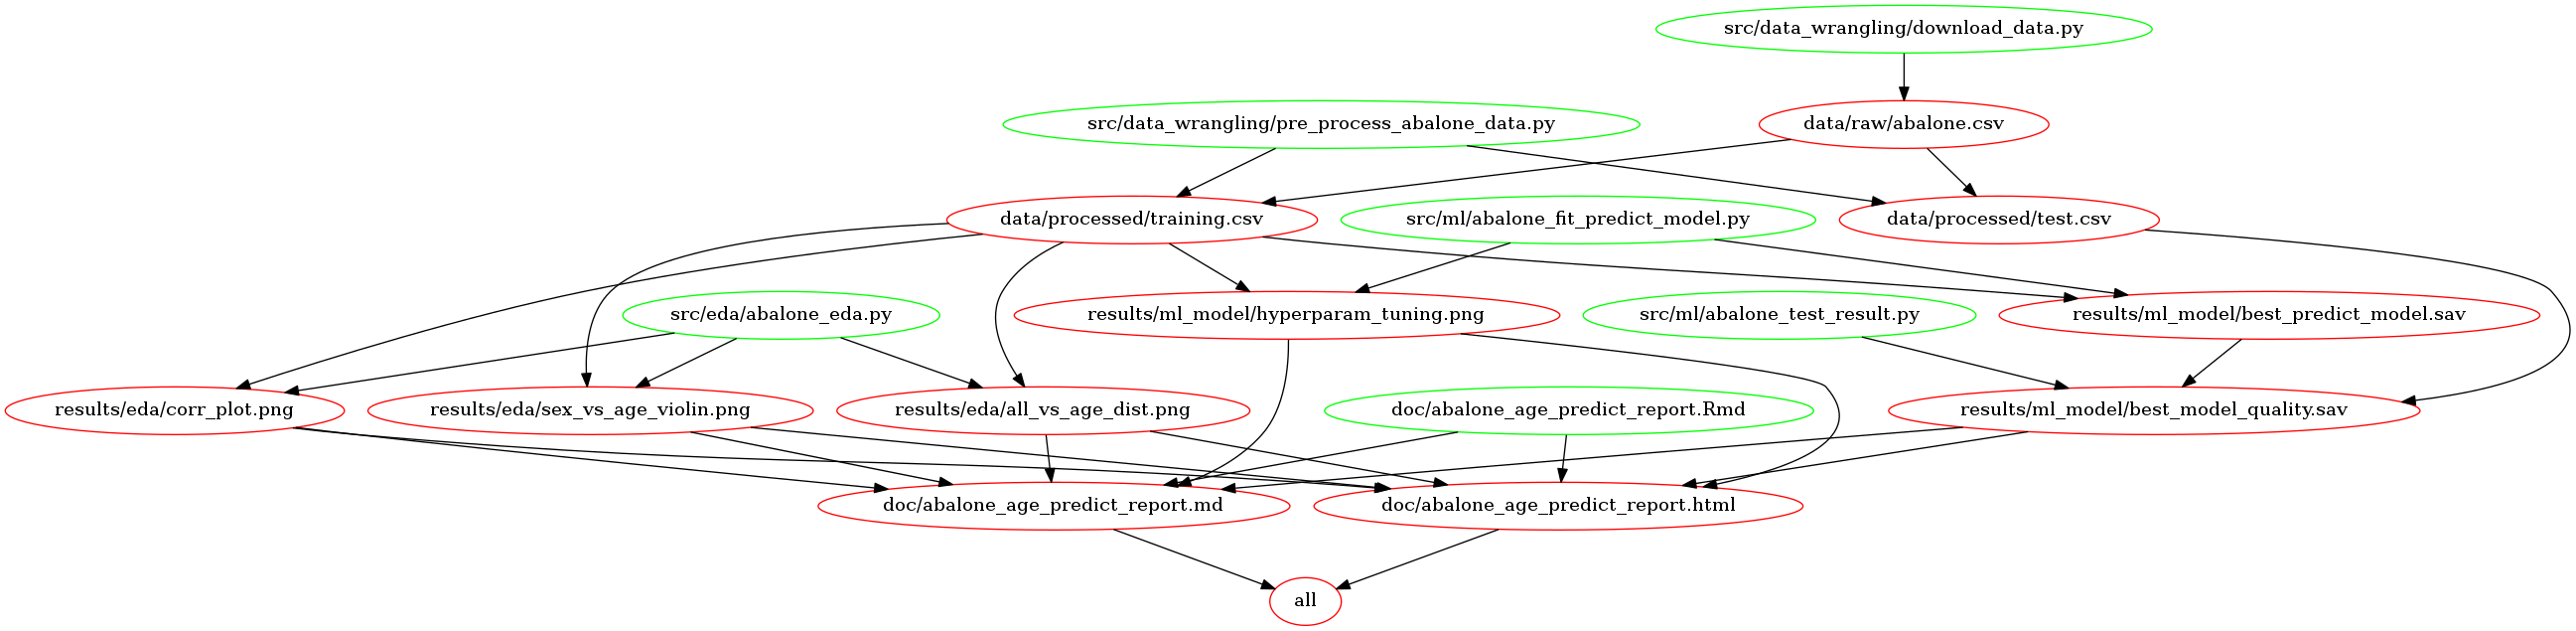 src/data_wrangling/download_data.py
src/data_wrangling/pre_process_abalone_data.py
data/raw/abalone.csv
data/processed/training.csv
src/ml/abalone_fit_predict_model.py
data/processed/test.csv
src/eda/abalone_eda.py
results/ml_model/hyperparam_tuning.png
src/ml/abalone_test_result.py
results/ml_model/best_predict_model.sav
results/eda/corr_plot.png
results/eda/sex_vs_age_violin.png
results/eda/all_vs_age_dist.png
doc/abalone_age_predict_report.Rmd
results/ml_model/best_model_quality.sav
doc/abalone_age_predict_report.md
doc/abalone_age_predict_report.html
all